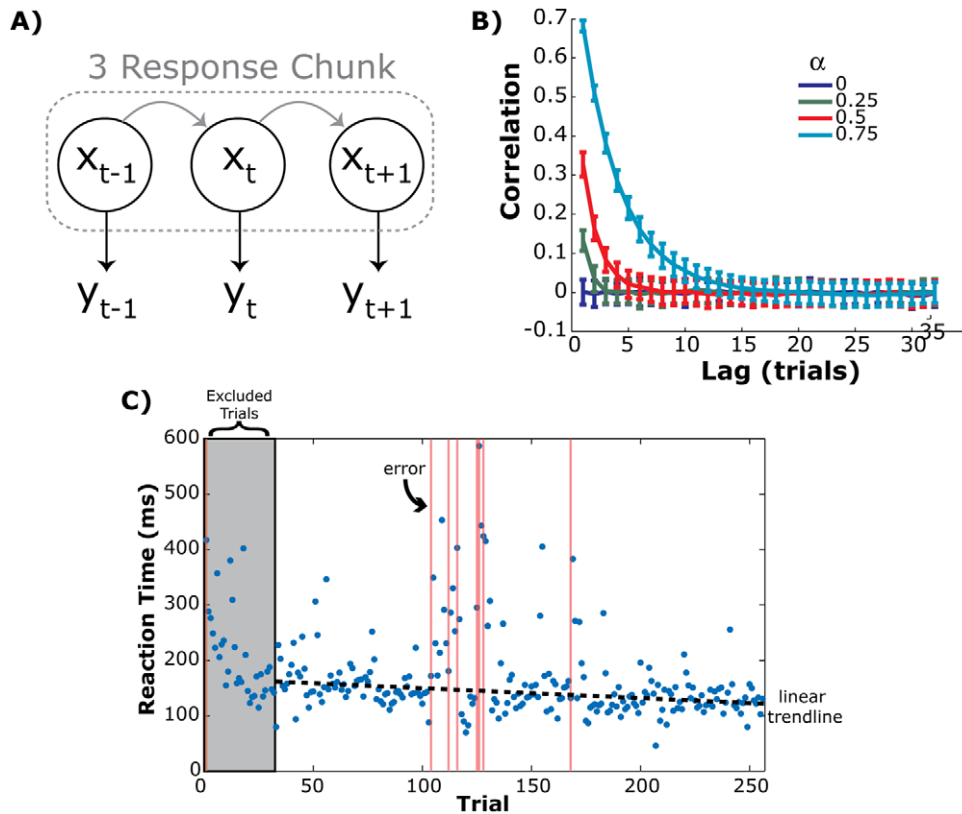 A)
3 Response Chunk
x_{t-1} x_t x_{t+1}
y_{t-1} y_t y_{t+1}
B)
Correlation
0.7
0.6
0.5
0.4
0.3
0.2
0.1
0
-0.1
α
0
0.25
0.5
0.75
0 5 10 15 20 25 30 35
Lag (trials)
C)
Excluded
Trials
Reaction Time (ms)
600
500
400
300
200
100
0
error
linear
trendline
0 50 100 150 200 250
Trial